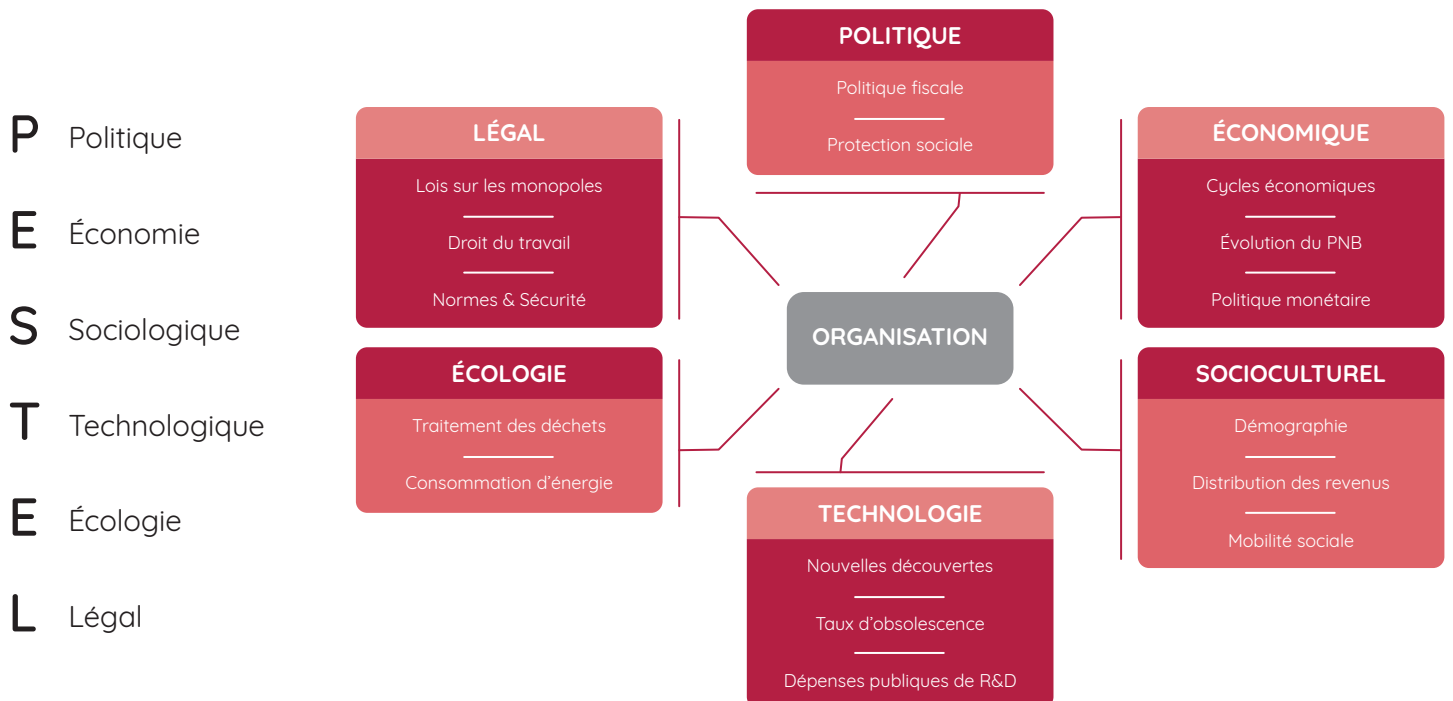 P Politique
E Économie
S Sociologique
T Technologique
E Écologie
L Légal
POLITIQUE
Politique fiscale
Protection sociale
LÉGAL
Lois sur les monopoles
Droit du travail
Normes & Sécurité
ÉCONOMIQUE
Cycles économiques
Évolution du PNB
Politique monétaire
ORGANISATION
ÉCOLOGIE
Traitement des déchets
Consommation d’énergie
SOCIOCULTUREL
Démographie
Distribution des revenus
Mobilité sociale
TECHNOLOGIE
Nouvelles découvertes
Taux d’obsolescence
Dépenses publiques de R&D